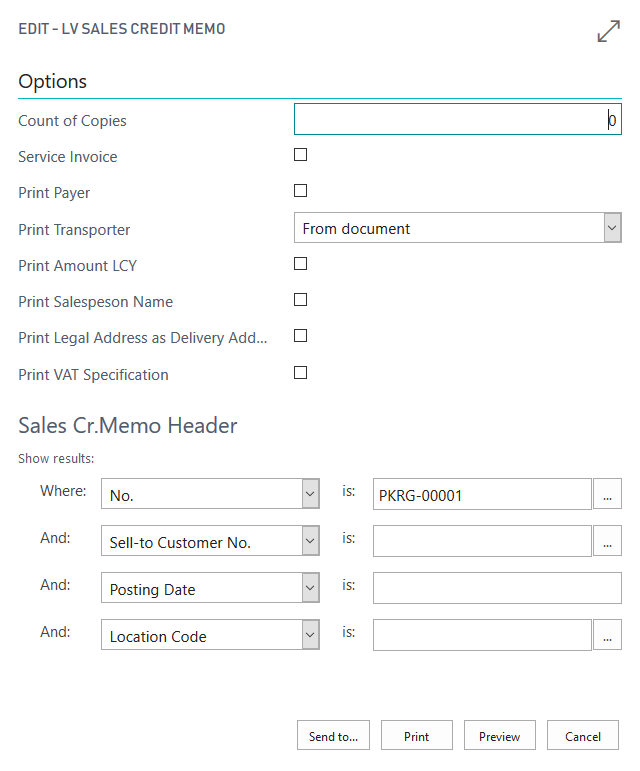 EDIT - LV SALES CREDIT MEMO
Options
Count of Copies 0
Service Invoice
Print Payer
Print Transporter From document
Print Amount LCY
Print Salespeson Name
Print Legal Address as Delivery Add...
Print VAT Specification
Sales Cr.Memo Header
Show results:
Where: No. is: PKRG-00001 ...
And: Sell-to Customer No. is: ...
And: Posting Date is:
And: Location Code is: ...
Send to... Print Preview Cancel